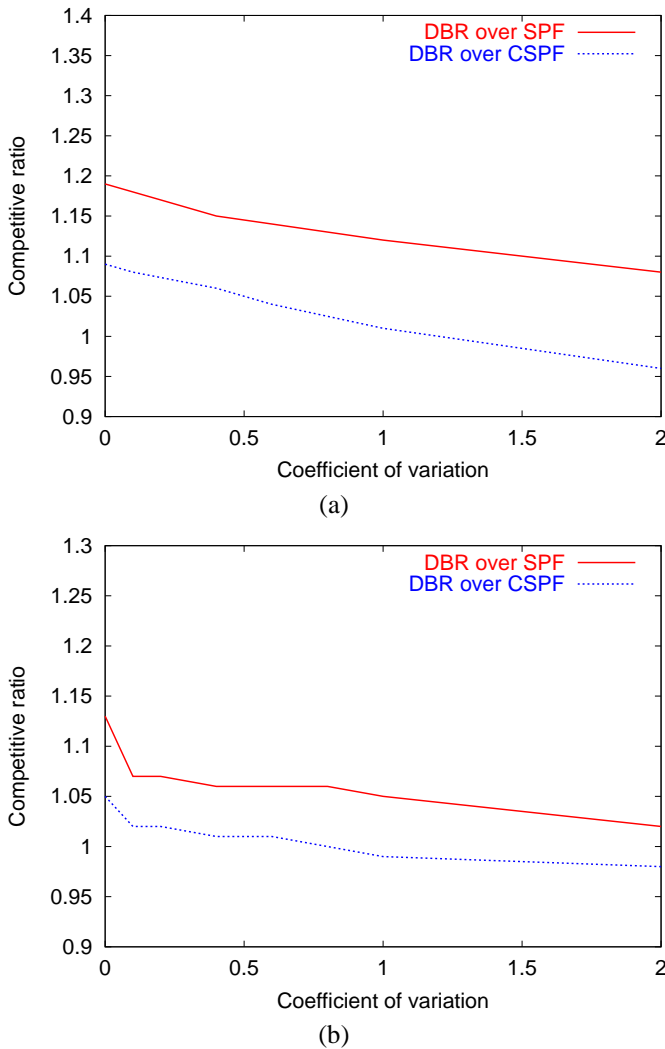 1.4
DBR over SPF
1.35
DBR over CSPF
1.3
1.25
1.2
1.15
1.1
1.05
1
0.95
0.9
Competitive ratio
0 0.5 1 1.5 2
Coefficient of variation
(a)
1.3
DBR over SPF
1.25
DBR over CSPF
1.2
1.15
1.1
1.05
1
0.95
0.9
Competitive ratio
0 0.5 1 1.5 2
Coefficient of variation
(b)